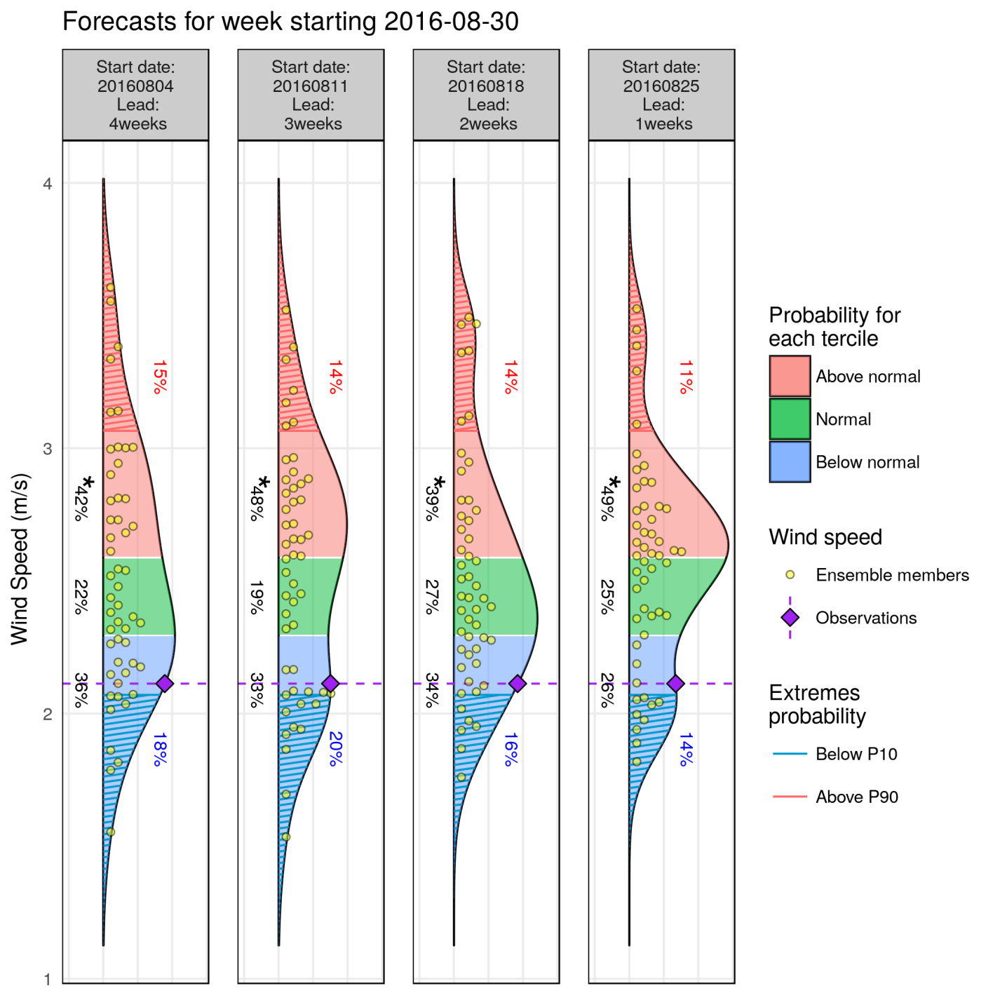 Forecasts for week starting 2016-08-30
Start date:
20160804
Lead:
4weeks
Start date:
20160811
Lead:
3weeks
Start date:
20160818
Lead:
2weeks
Start date:
20160825
Lead:
1weeks
Wind Speed (m/s)
4
3
2
1
15%
*
42%
22%
36%
18%
14%
*
48%
19%
33%
20%
14%
*
39%
27%
34%
16%
11%
*
49%
25%
26%
14%
Probability for
each tercile
Above normal
Normal
Below normal
Wind speed
Ensemble members
Observations
Extremes
probability
Below P10
Above P90